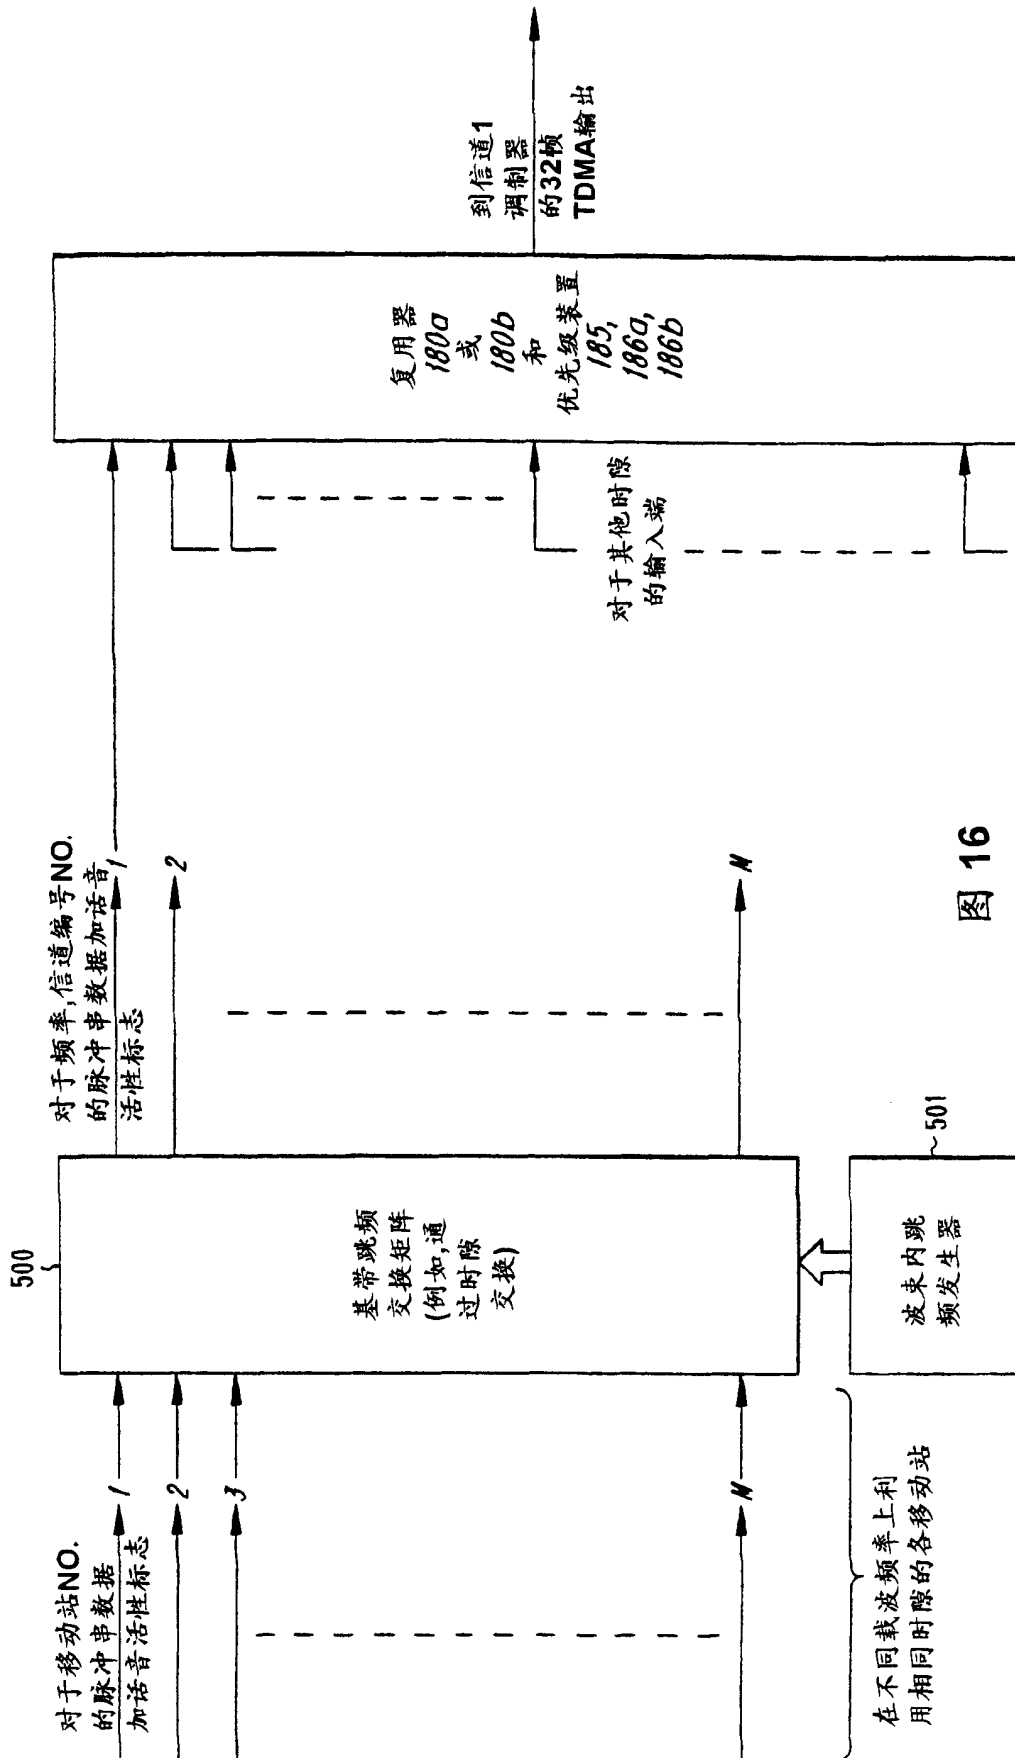 对于移动站NO.
的脉冲串数据
加话音活性标志
1
2
3
M
在不同载波频率上利
用相同时隙的各移动站
500
基带跳频
交换矩阵
(例如,通
过时隙
交换)
波束内跳
频发生器
501
对于频率,信道编号NO.
的脉冲串数据加话音
活性标志
1
2
M
对于其他时隙
的输入端
复用器
180a
或
180b
和
优先级装置
185,
186a,
186b
到信道1
调制器
的32帧
TDMA输出
图 16